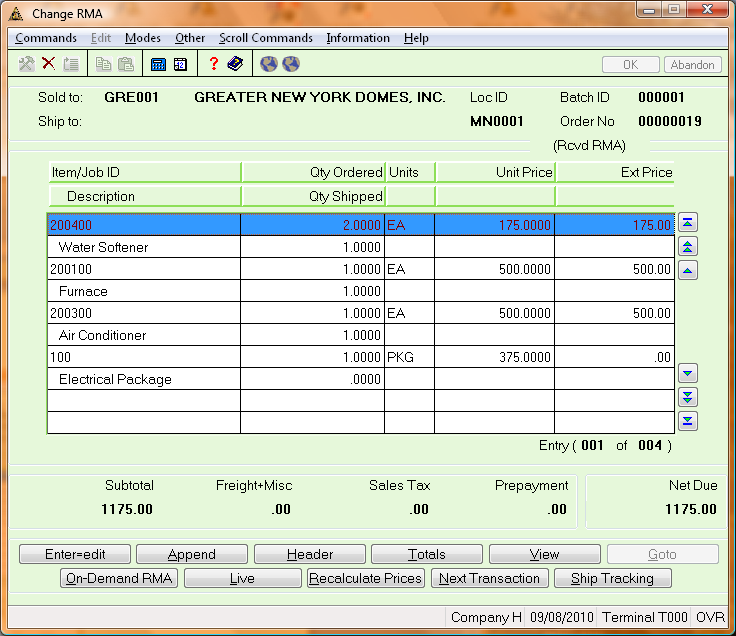 Change RMA
Commands Edit Modes Other Scroll Commands Information Help
OK Abandon
Sold to: GRE001 GREATER NEW YORK DOMES, INC. Loc ID Batch ID 000001
Ship to: MN0001 Order No 00000019
(Rcvd RMA)
Item/Job ID Qty Ordered Units Unit Price Ext Price
Description Qty Shipped
200400 2.0000 EA 175.0000 175.00
Water Softener 1.0000
200100 1.0000 EA 500.0000 500.00
Furnace 1.0000
200300 1.0000 EA 500.0000 500.00
Air Conditioner 1.0000
100 1.0000 PKG 375.0000 .00
Electrical Package .0000
Entry ( 001 of 004 )
Subtotal Freight+Misc Sales Tax Prepayment Net Due
1175.00 .00 .00 .00 1175.00
Enter=edit Append Header Totals View Goto
On-Demand RMA Live Recalculate Prices Next Transaction Ship Tracking
Company H 09/08/2010 Terminal T000 OVR